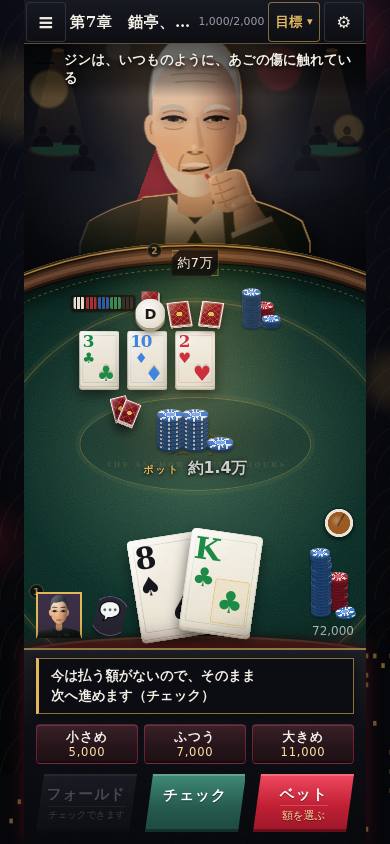 第7章 錨亭、… 1,000/2,000 目標 ▾
ジンは、いつものように、あごの傷に触れてい
る
2
約7万
D
3 10 2
ポット 約1.4万
8 K
1
72,000
今は払う額がないので、そのまま
次へ進めます（チェック）
小さめ ふつう 大きめ
5,000 7,000 11,000
フォールド チェック ベット
チェックできます 額を選ぶ